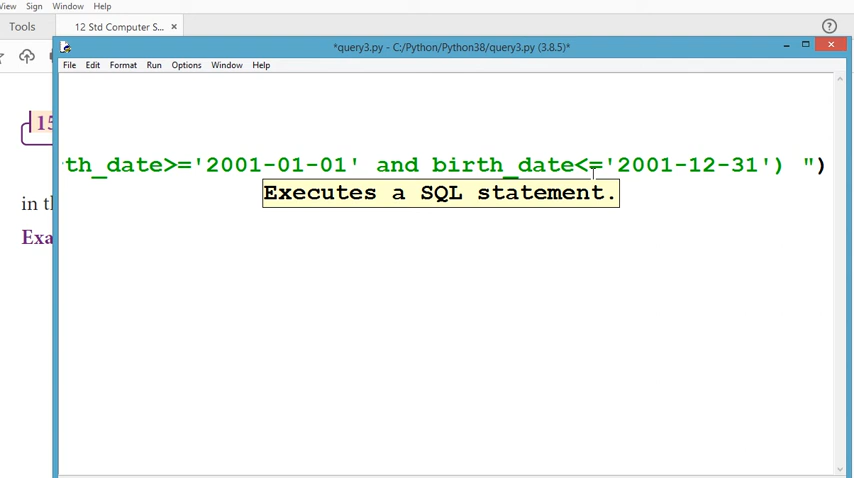 View Sign Window Help
Tools 12 Std Computer S... ×
*query3.py - C:/Python/Python38/query3.py (3.8.5)*
File Edit Format Run Options Window Help
15
rth_date>='2001-01-01' and birth_date<='2001-12-31') ")
Executes a SQL statement.
in th
Exa